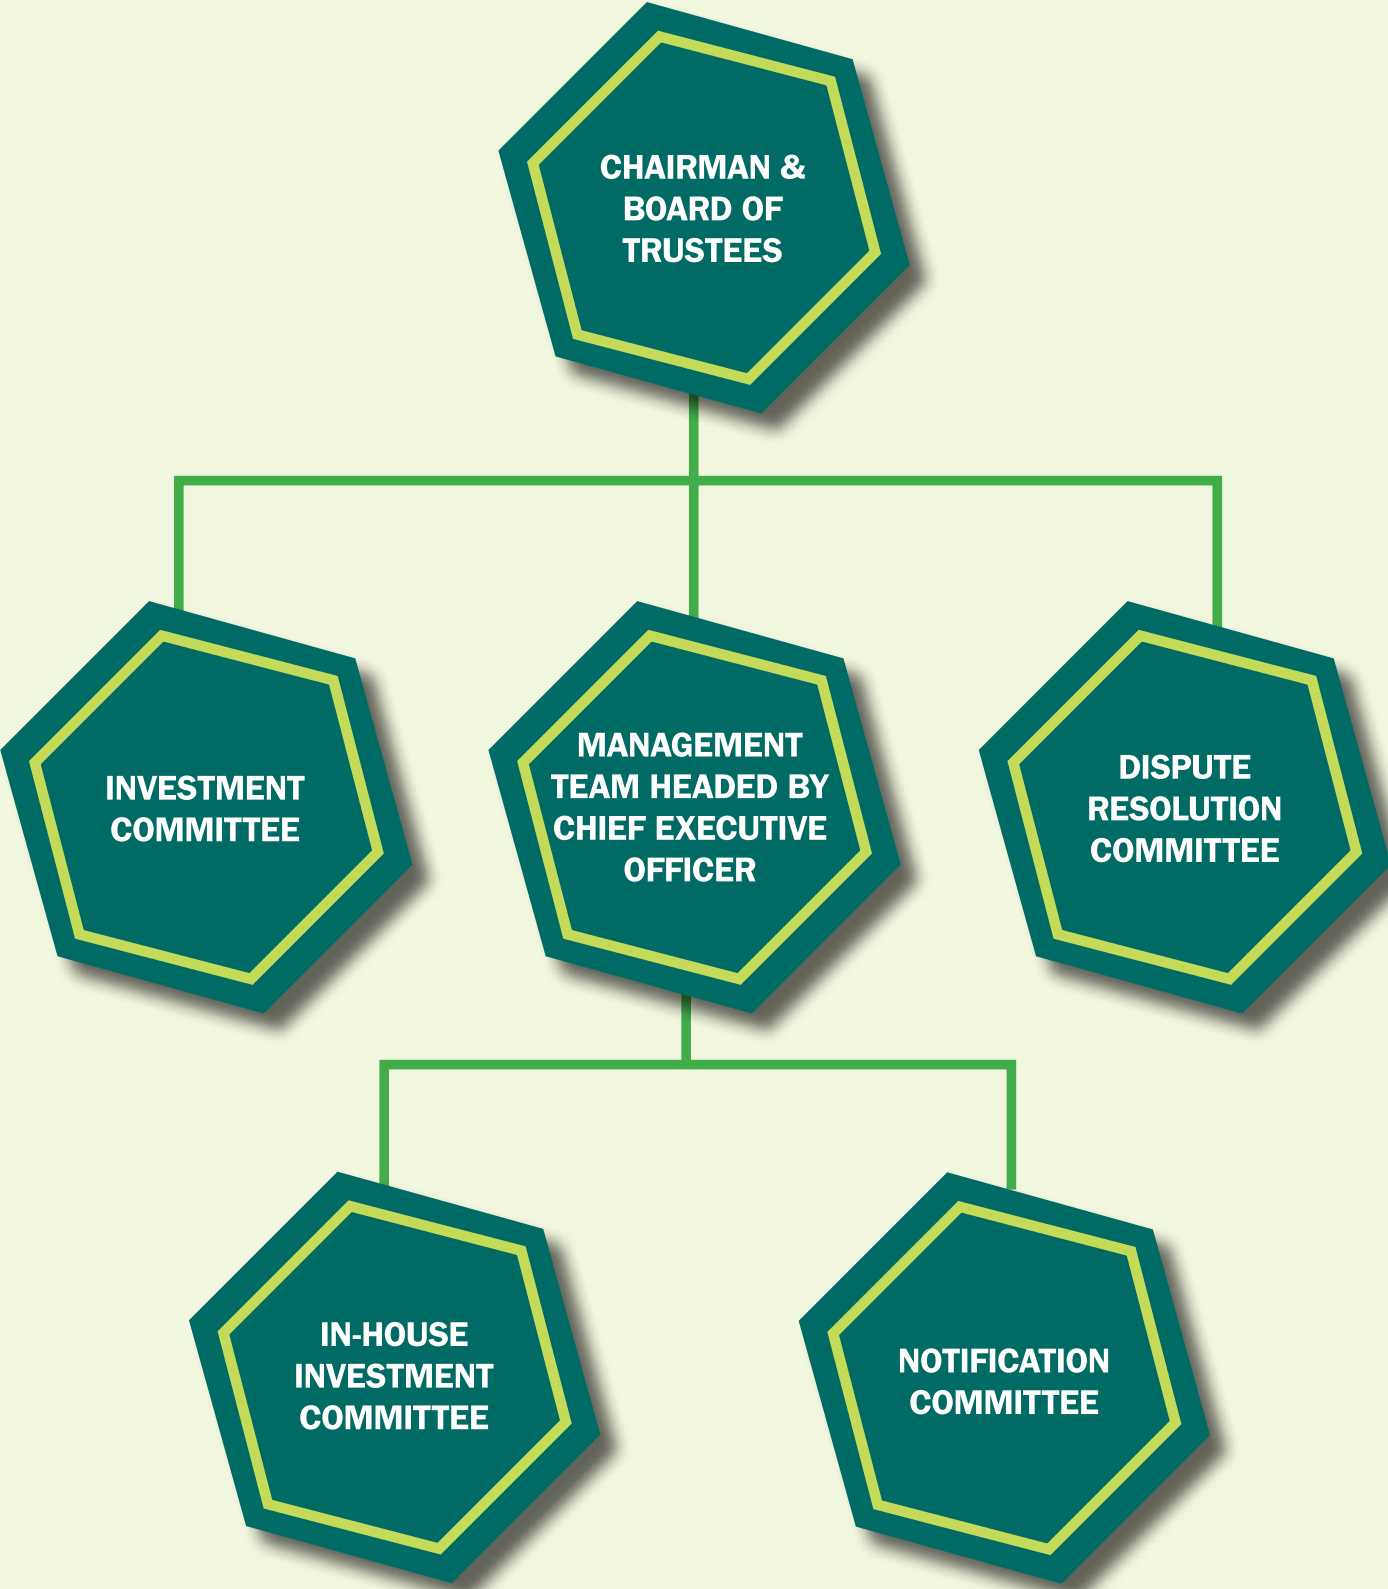 CHAIRMAN &
BOARD OF
TRUSTEES
INVESTMENT
COMMITTEE
MANAGEMENT
TEAM HEADED BY
CHIEF EXECUTIVE
OFFICER
DISPUTE
RESOLUTION
COMMITTEE
IN-HOUSE
INVESTMENT
COMMITTEE
NOTIFICATION
COMMITTEE